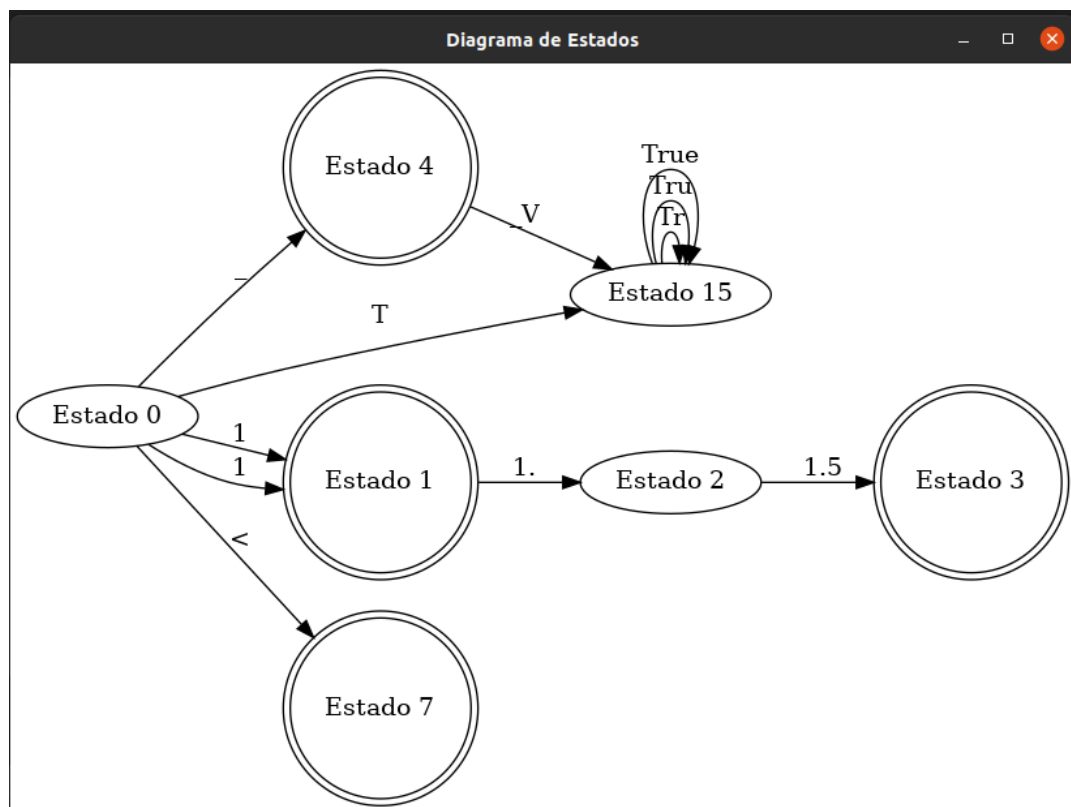 Diagrama de Estados
Estado 4
True
Tru
Tr
_V
Estado 15
_
T
Estado 0
1
1
Estado 1
1.
Estado 2
1.5
Estado 3
<
Estado 7